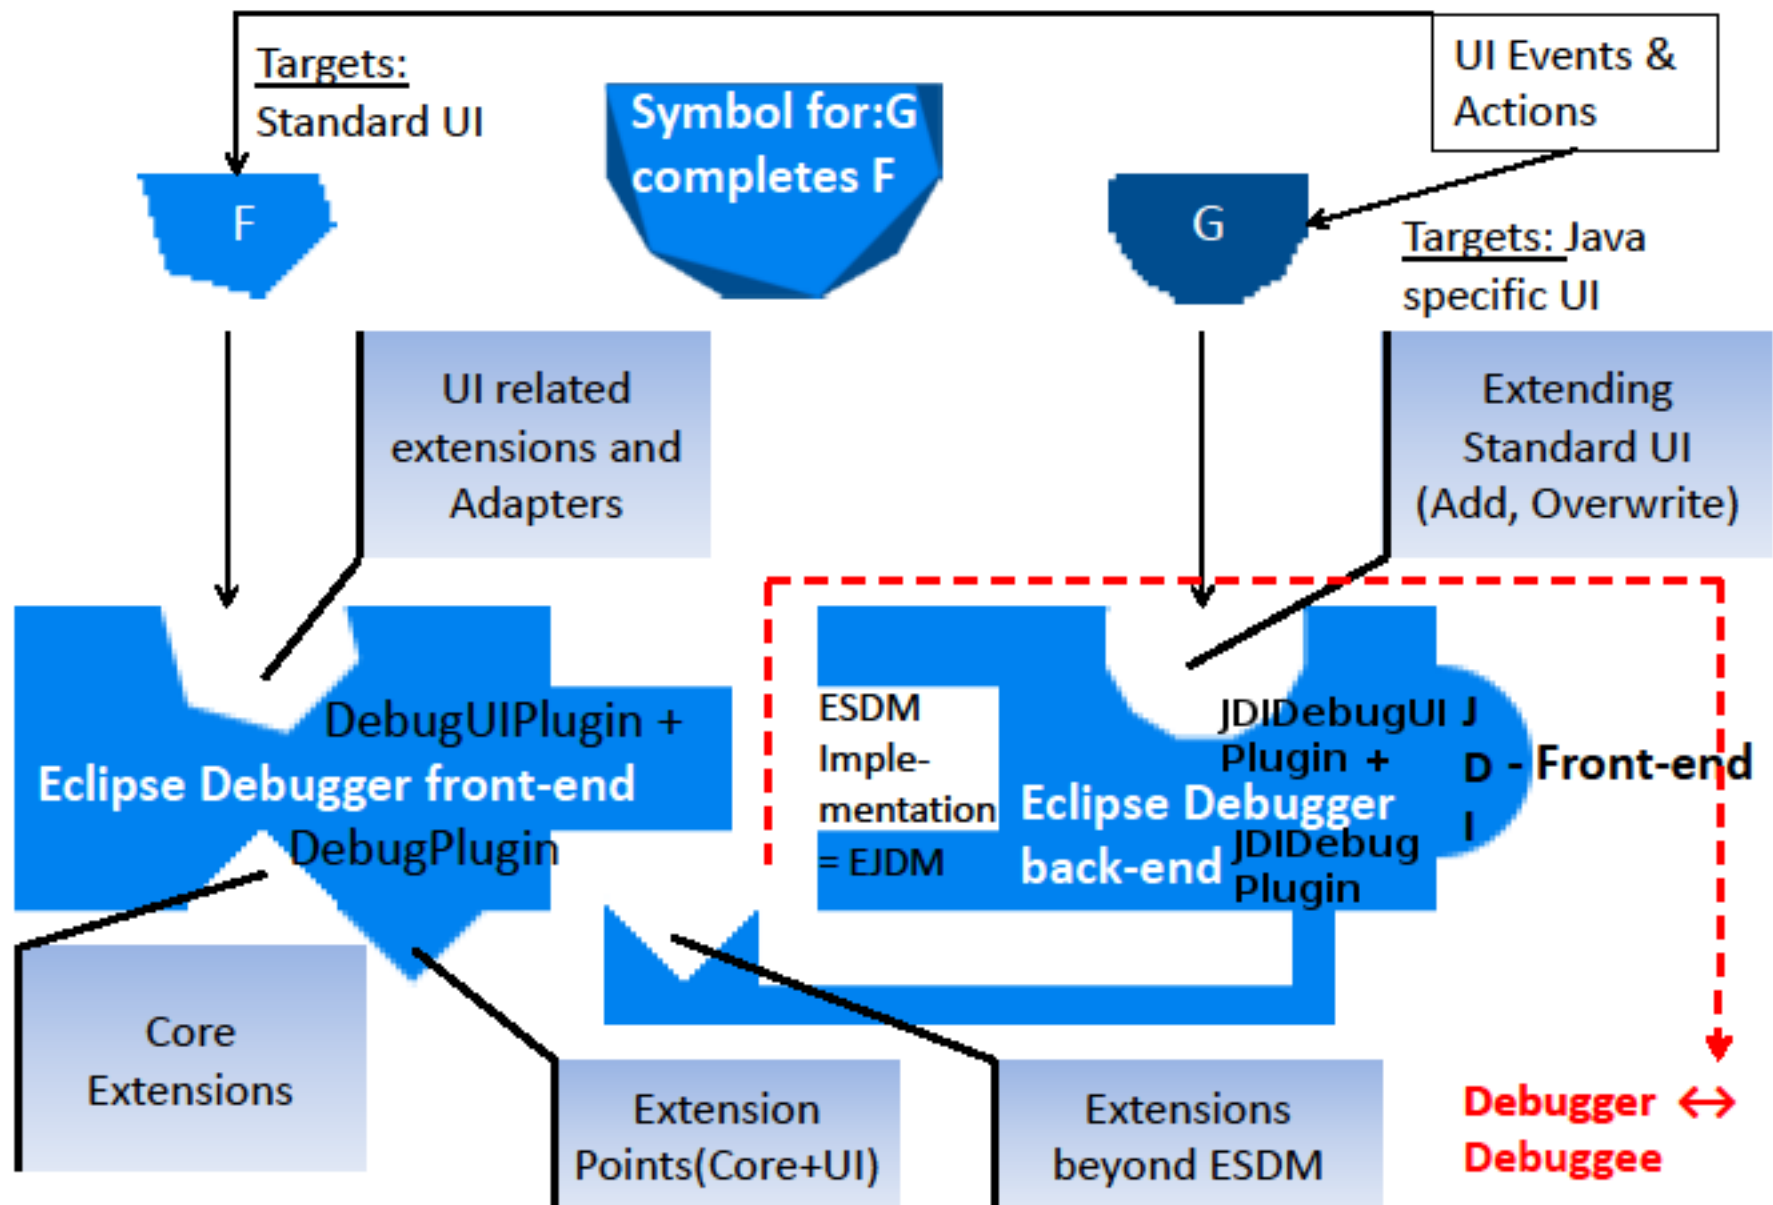 Targets:
Standard UI
Symbol for:G
completes F
UI Events &
Actions
F
G
Targets: Java
specific UI
UI related
extensions and
Adapters
Extending
Standard UI
(Add, Overwrite)
DebugUIPlugin +
Eclipse Debugger front-end
DebugPlugin
ESDM
Imple-
mentation
= EJDM
JDIDebugUI
Plugin +
Eclipse Debugger
back-end
JDIDebug
Plugin
J
D - Front-end
I
Core
Extensions
Extension
Points(Core+UI)
Extensions
beyond ESDM
Debugger ↔
Debuggee